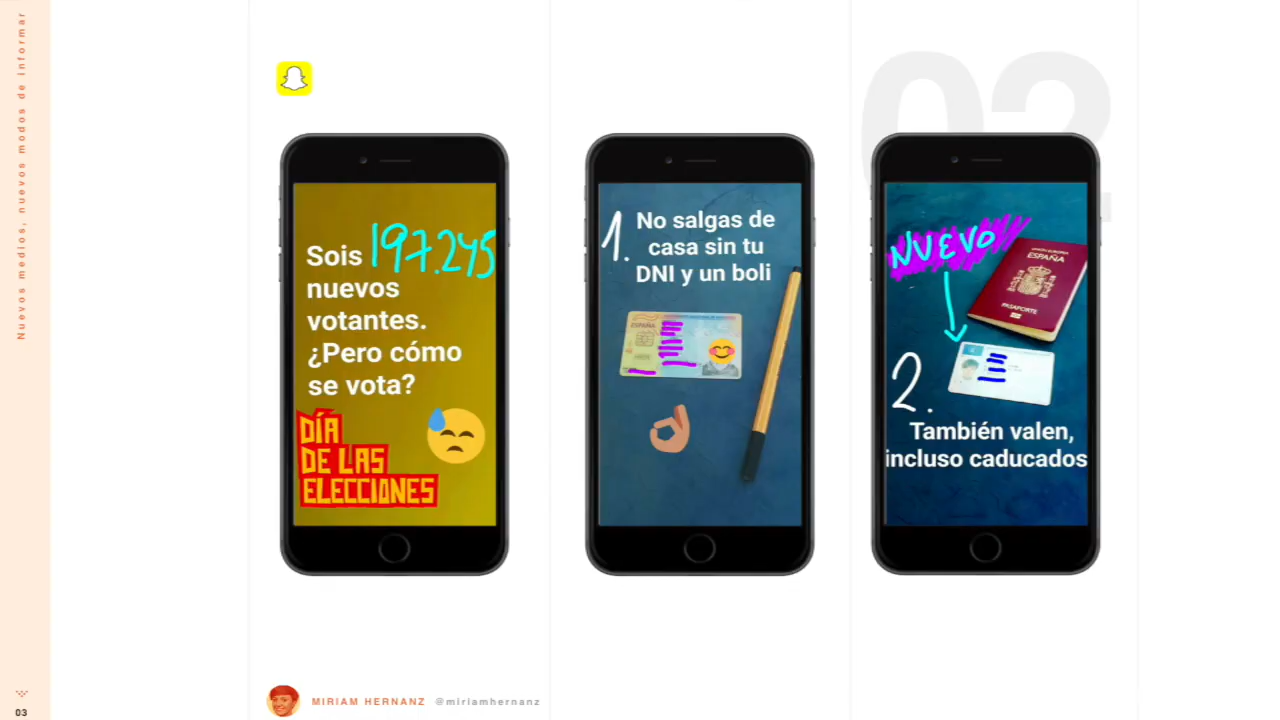 Nuevos medios, nuevos modos de informar
02
Sois 197.245
nuevos
votantes.
¿Pero cómo
se vota?
DÍA
DE LAS
ELECCIONES
1. No salgas de
casa sin tu
DNI y un boli
ESPAÑA
NUEVO
ESPAÑA
PASAPORTE
2.
También valen,
incluso caducados
MIRIAM HERNANZ @miriamhernanz
03